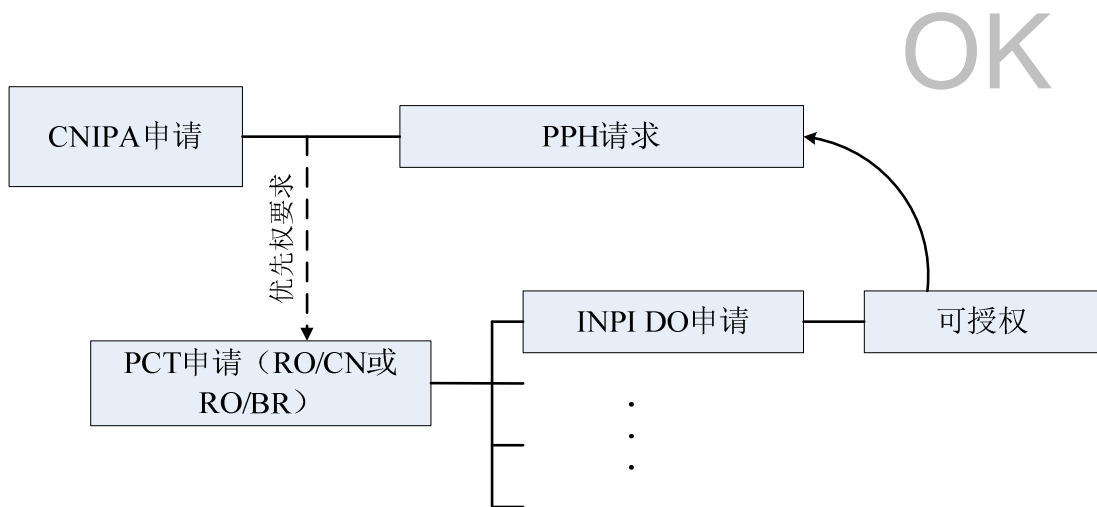 OK
CNIPA申请
PPH请求
优先权要求
INPI DO申请
可授权
PCT申请（RO/CN或
RO/BR）